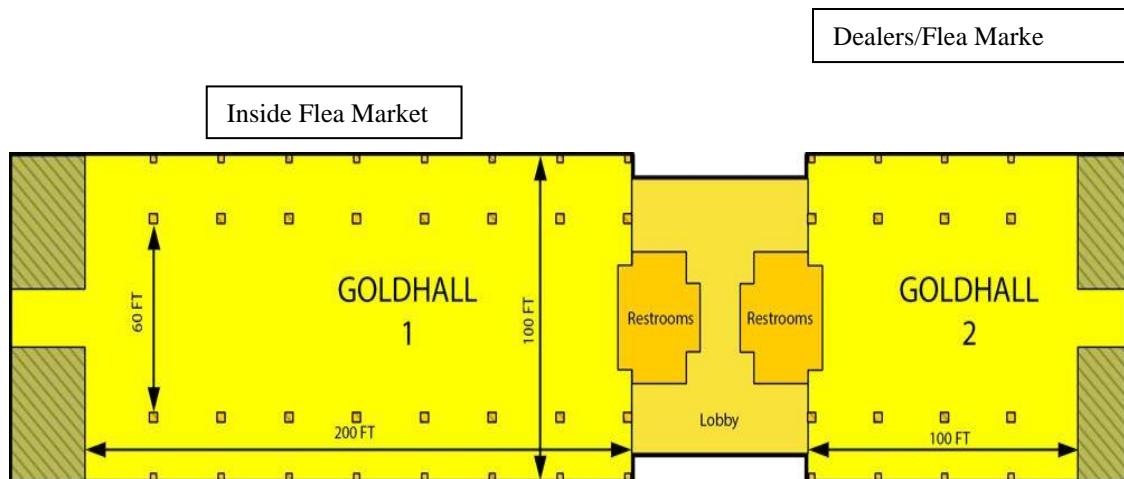 Dealers/Flea Marke
Inside Flea Market
GOLDHALL
1
60 FT
100 FT
200 FT
Restrooms
Restrooms
Lobby
GOLDHALL
2
100 FT